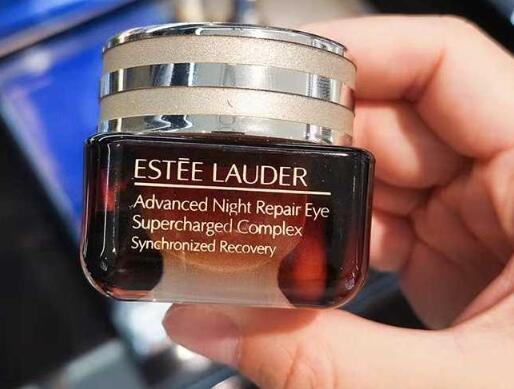 ESTĒE LAUDER
Advanced Night Repair Eye
Supercharged Complex
Synchronized Recovery